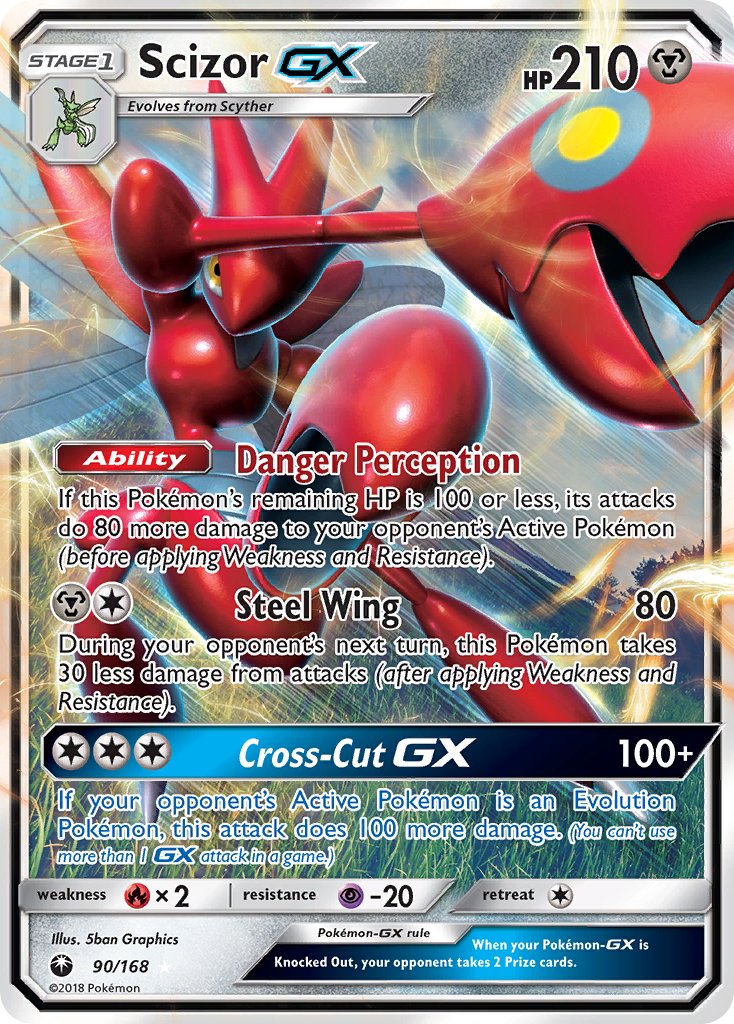 STAGE1
Scizor GX
HP210
Evolves from Scyther
Ability Danger Perception
If this Pokémon's remaining HP is 100 or less, its attacks
do 80 more damage to your opponent's Active Pokémon
(before applying Weakness and Resistance).
Steel Wing 80
During your opponent's next turn, this Pokémon takes
30 less damage from attacks (after applying Weakness and
Resistance).
Cross-Cut GX 100+
If your opponent's Active Pokémon is an Evolution
Pokémon, this attack does 100 more damage. (You can't use
more than 1 GX attack in a game.)
weakness ×2 resistance -20 retreat
Illus. 5ban Graphics
90/168
©2018 Pokémon
Pokémon-GX rule
When your Pokémon-GX is
Knocked Out, your opponent takes 2 Prize cards.